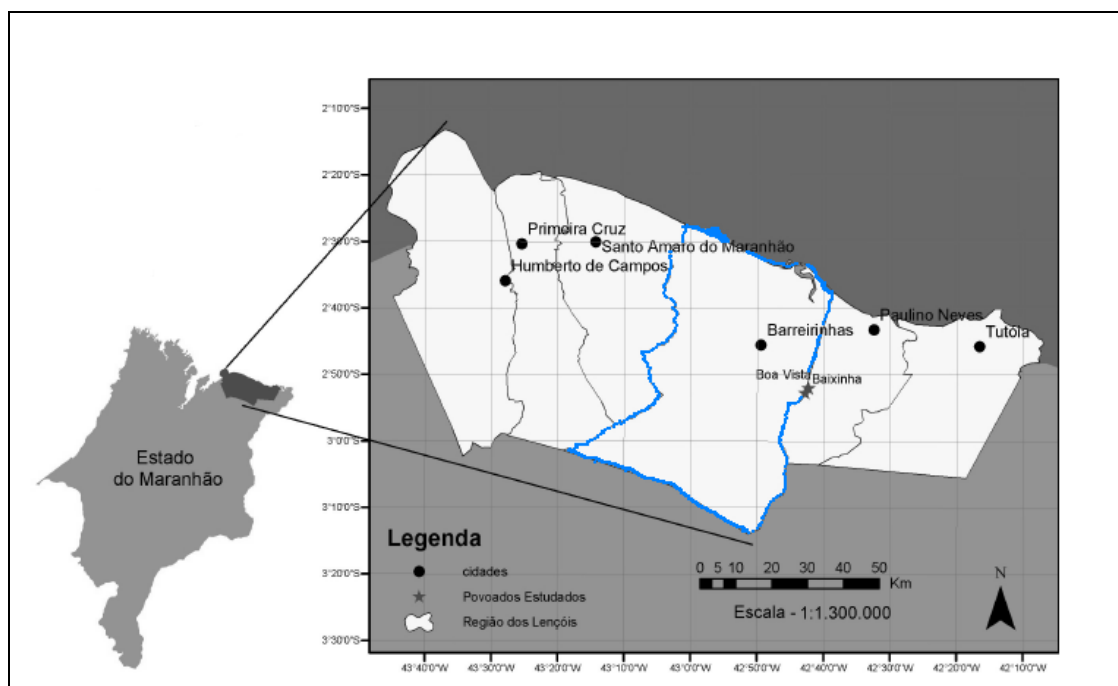 2°10'0"S
2°20'0"S
2°30'0"S
2°40'0"S
2°50'0"S
3°0'0"S
3°10'0"S
3°20'0"S
3°30'0"S
Primeira Cruz
Santo Amaro do Maranhão
Humberto de Campos
Paulino Neves
Barreirinhas
Tutóia
Boa Vista
Baixinha
Estado
do Maranhão
Legenda
cidades
Povoados Estudados
Região dos Lençóis
0 5 10 20 30 40 50
Km
Escala - 1:1.300.000
N
43°40'0"W 43°30'0"W 43°20'0"W 43°10'0"W 43°0'0"W 42°50'0"W 42°40'0"W 42°30'0"W 42°20'0"W 42°10'0"W